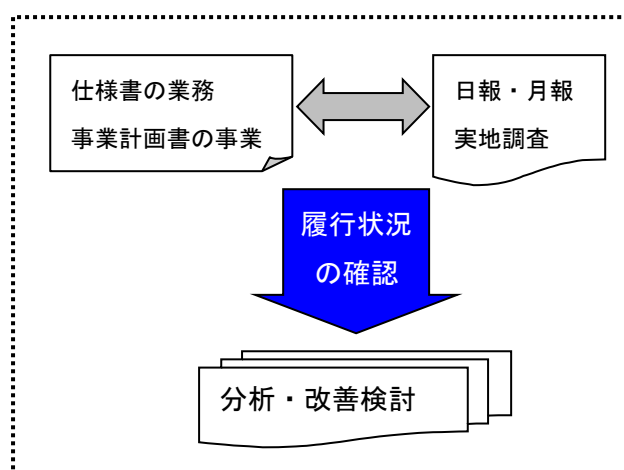 仕様書の業務
事業計画書の事業
日報・月報
実地調査
履行状況
の確認
分析・改善検討